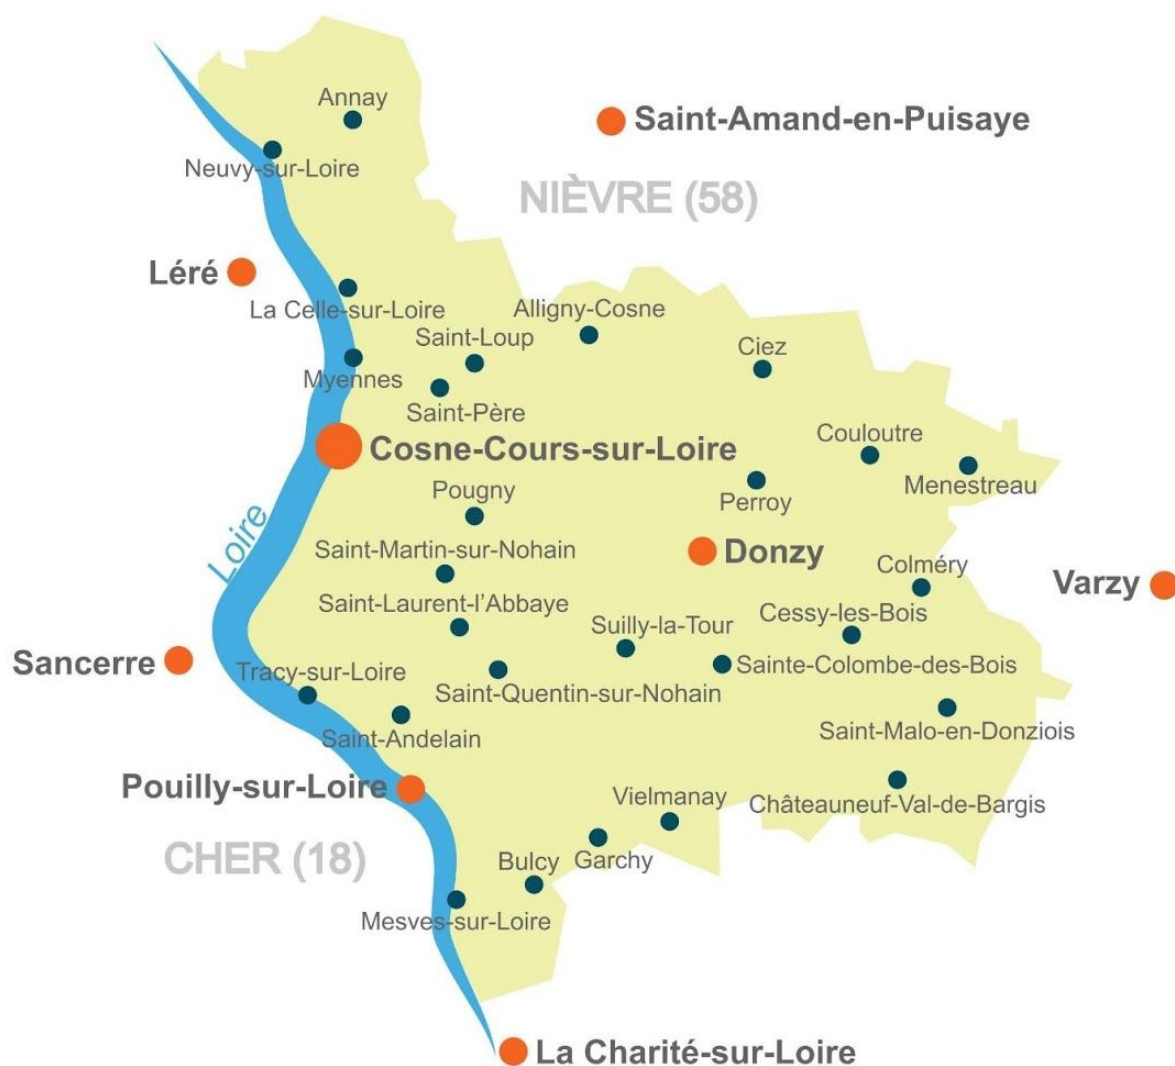 Annay
Saint-Amand-en-Puisaye
Neuvy-sur-Loire
NIÈVRE (58)
Léré
La Celle-sur-Loire
Alligny-Cosne
Saint-Loup
Ciez
Myennes
Saint-Père
Couloutre
Cosne-Cours-sur-Loire
Menestreau
Pougny
Perroy
Loire
Saint-Martin-sur-Nohain
Donzy
Colméry
Varzy
Saint-Laurent-l’Abbaye
Cessy-les-Bois
Suilly-la-Tour
Sancerre
Tracy-sur-Loire
Sainte-Colombe-des-Bois
Saint-Quentin-sur-Nohain
Saint-Andelain
Saint-Malo-en-Donziois
Pouilly-sur-Loire
Vielmanay
Châteauneuf-Val-de-Bargis
CHER (18)
Bulcy
Garchy
Mesves-sur-Loire
La Charité-sur-Loire